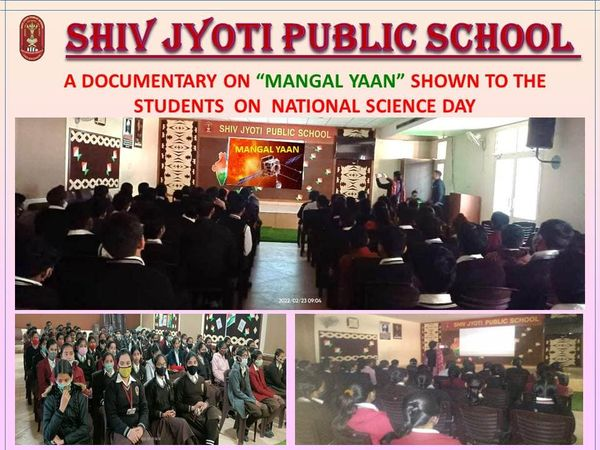 SHIV JYOTI PUBLIC SCHOOL
A DOCUMENTARY ON “MANGAL YAAN” SHOWN TO THE
STUDENTS ON NATIONAL SCIENCE DAY
SHIV JYOTI PUBLIC SCHOOL
MANGAL YAAN
2022/02/23 09:04
SHIV JYOTI PUBLIC SCHOOL